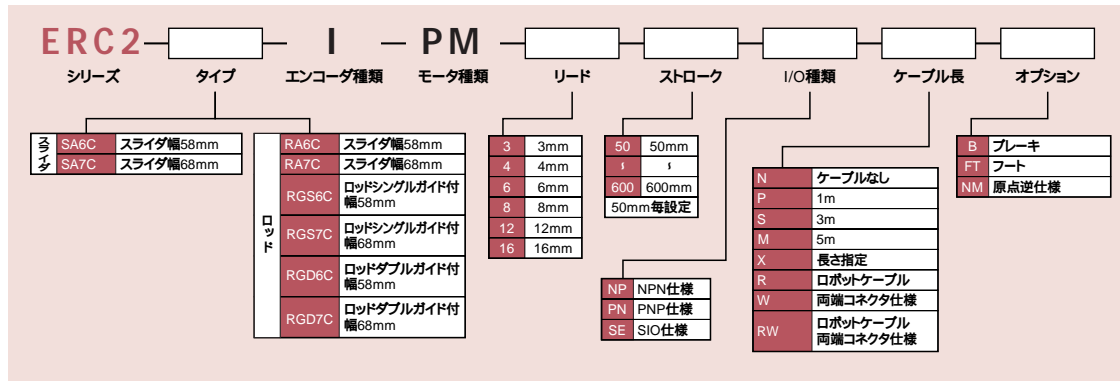 ERC2 I PM
シリーズ タイプ エンコーダ種類 モータ種類 リード ストローク I/O種類 ケーブル長 オプション
スライダ
SA6C スライダ幅58mm
SA7C スライダ幅68mm
ロッド
RA6C スライダ幅58mm
RA7C スライダ幅68mm
RGS6C ロッドシングルガイド付
幅58mm
RGS7C ロッドシングルガイド付
幅68mm
RGD6C ロッドダブルガイド付
幅58mm
RGD7C ロッドダブルガイド付
幅68mm
3 3mm
4 4mm
6 6mm
8 8mm
12 12mm
16 16mm
50 50mm
〜 〜
600 600mm
50mm毎設定
NP NPN仕様
PN PNP仕様
SE SIO仕様
N ケーブルなし
P 1m
S 3m
M 5m
X 長さ指定
R ロボットケーブル
W 両端コネクタ仕様
RW ロボットケーブル
両端コネクタ仕様
B ブレーキ
FT フート
NM 原点逆仕様